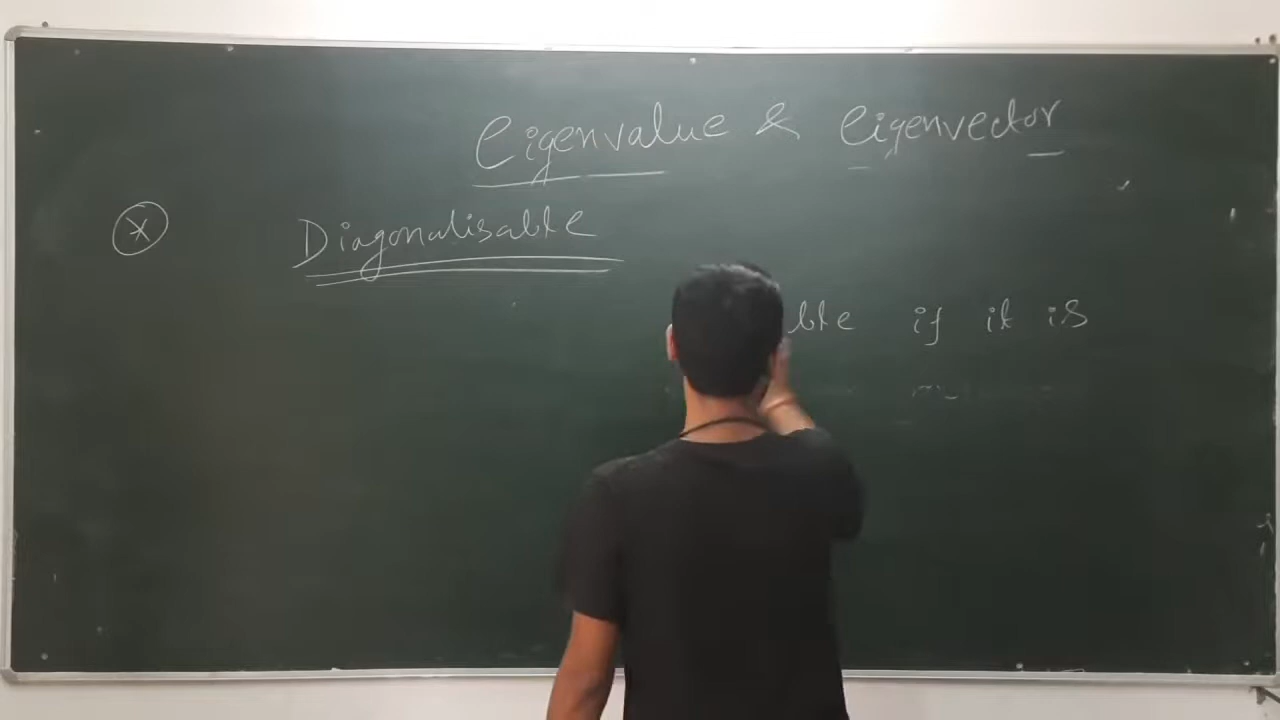 Eigenvalue & Eigenvector
Diagonalisable
ble if it is